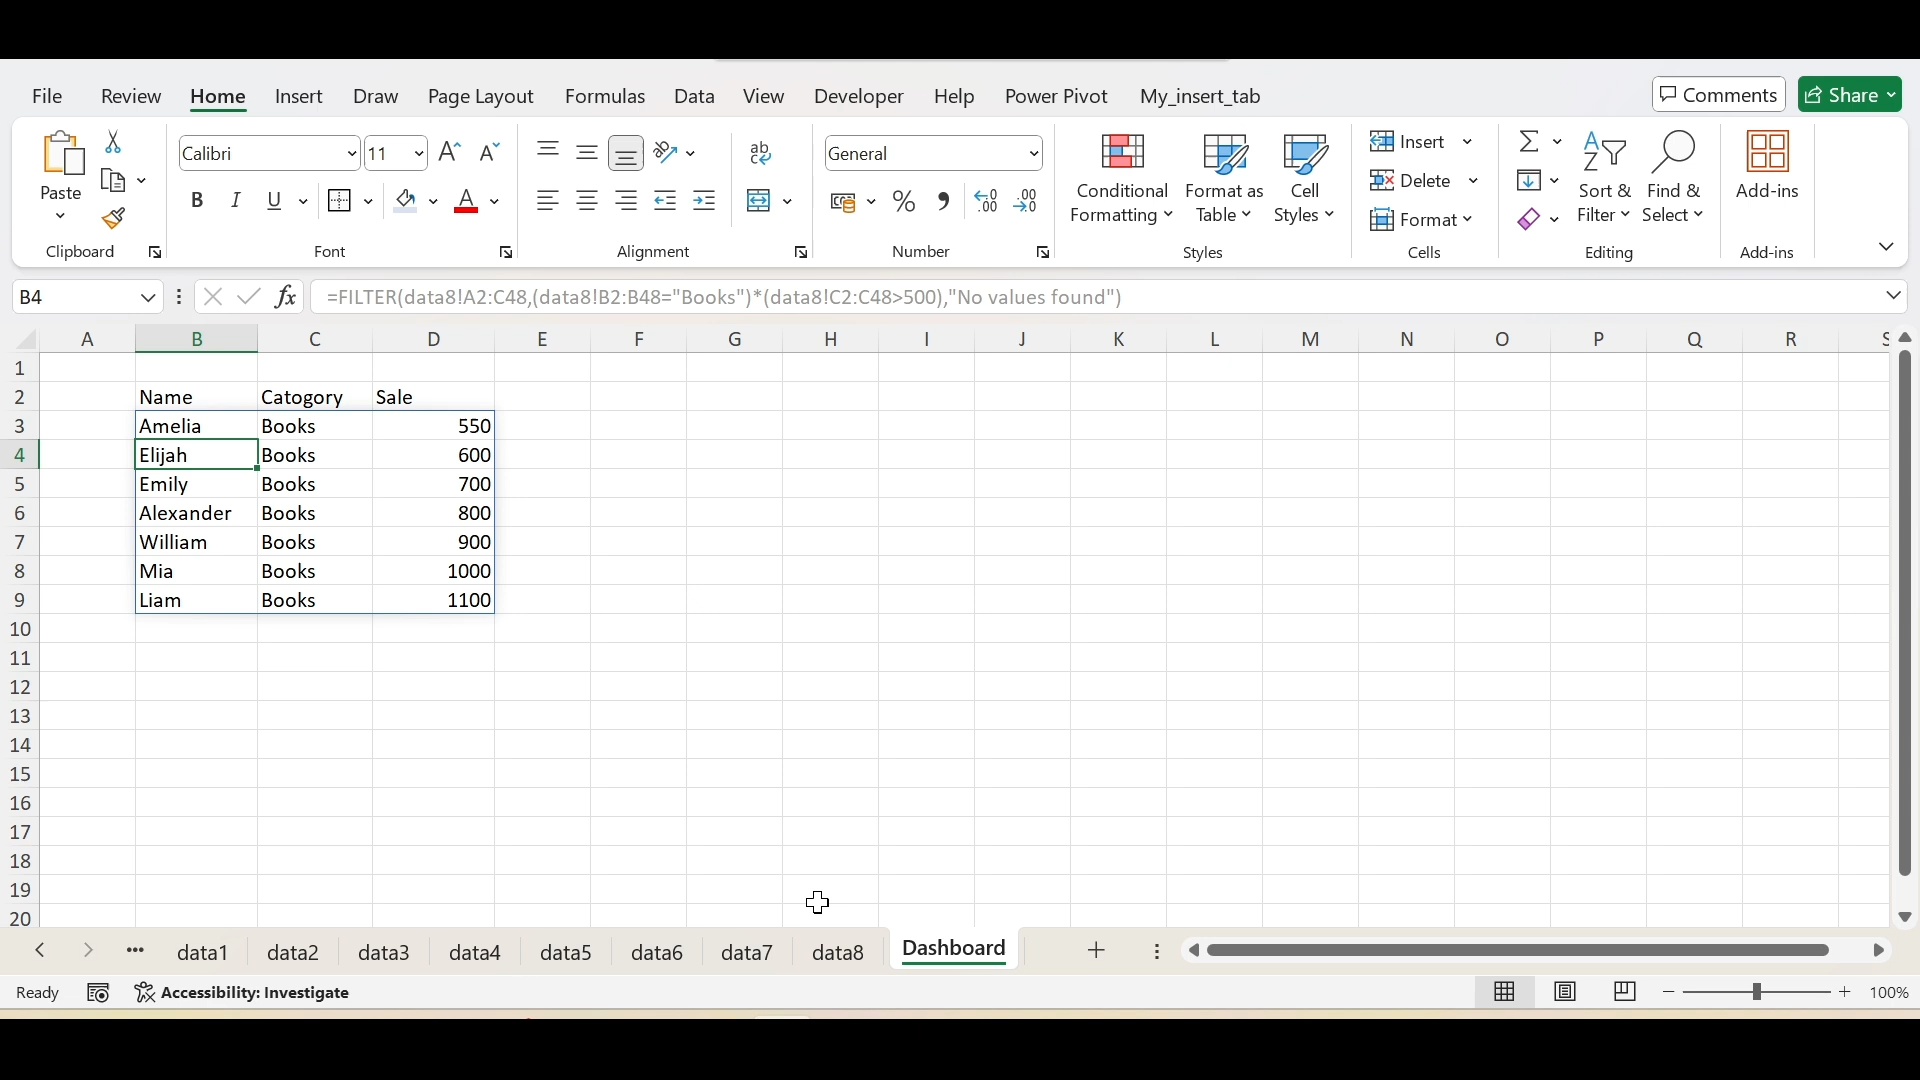 File Review Home Insert Draw Page Layout Formulas Data View Developer Help Power Pivot My_insert_tab Comments Share
Paste
Clipboard
Calibri 11
B I U A
Font
ab
Alignment
General
% .00 .00
Number
Conditional Formatting
Format as Table
Cell Styles
Styles
Insert
Delete
Format
Cells
Sort & Filter
Find & Select
Editing
Add-ins
Add-ins
B4 fx =FILTER(data8!A2:C48,(data8!B2:B48="Books")*(data8!C2:C48>500),"No values found")
A B C D E F G H I J K L M N O P Q R S
1
2 Name Catogory Sale
3 Amelia Books 550
4 Elijah Books 600
5 Emily Books 700
6 Alexander Books 800
7 William Books 900
8 Mia Books 1000
9 Liam Books 1100
10
11
12
13
14
15
16
17
18
19
20
data1 data2 data3 data4 data5 data6 data7 data8 Dashboard
Ready Accessibility: Investigate 100%